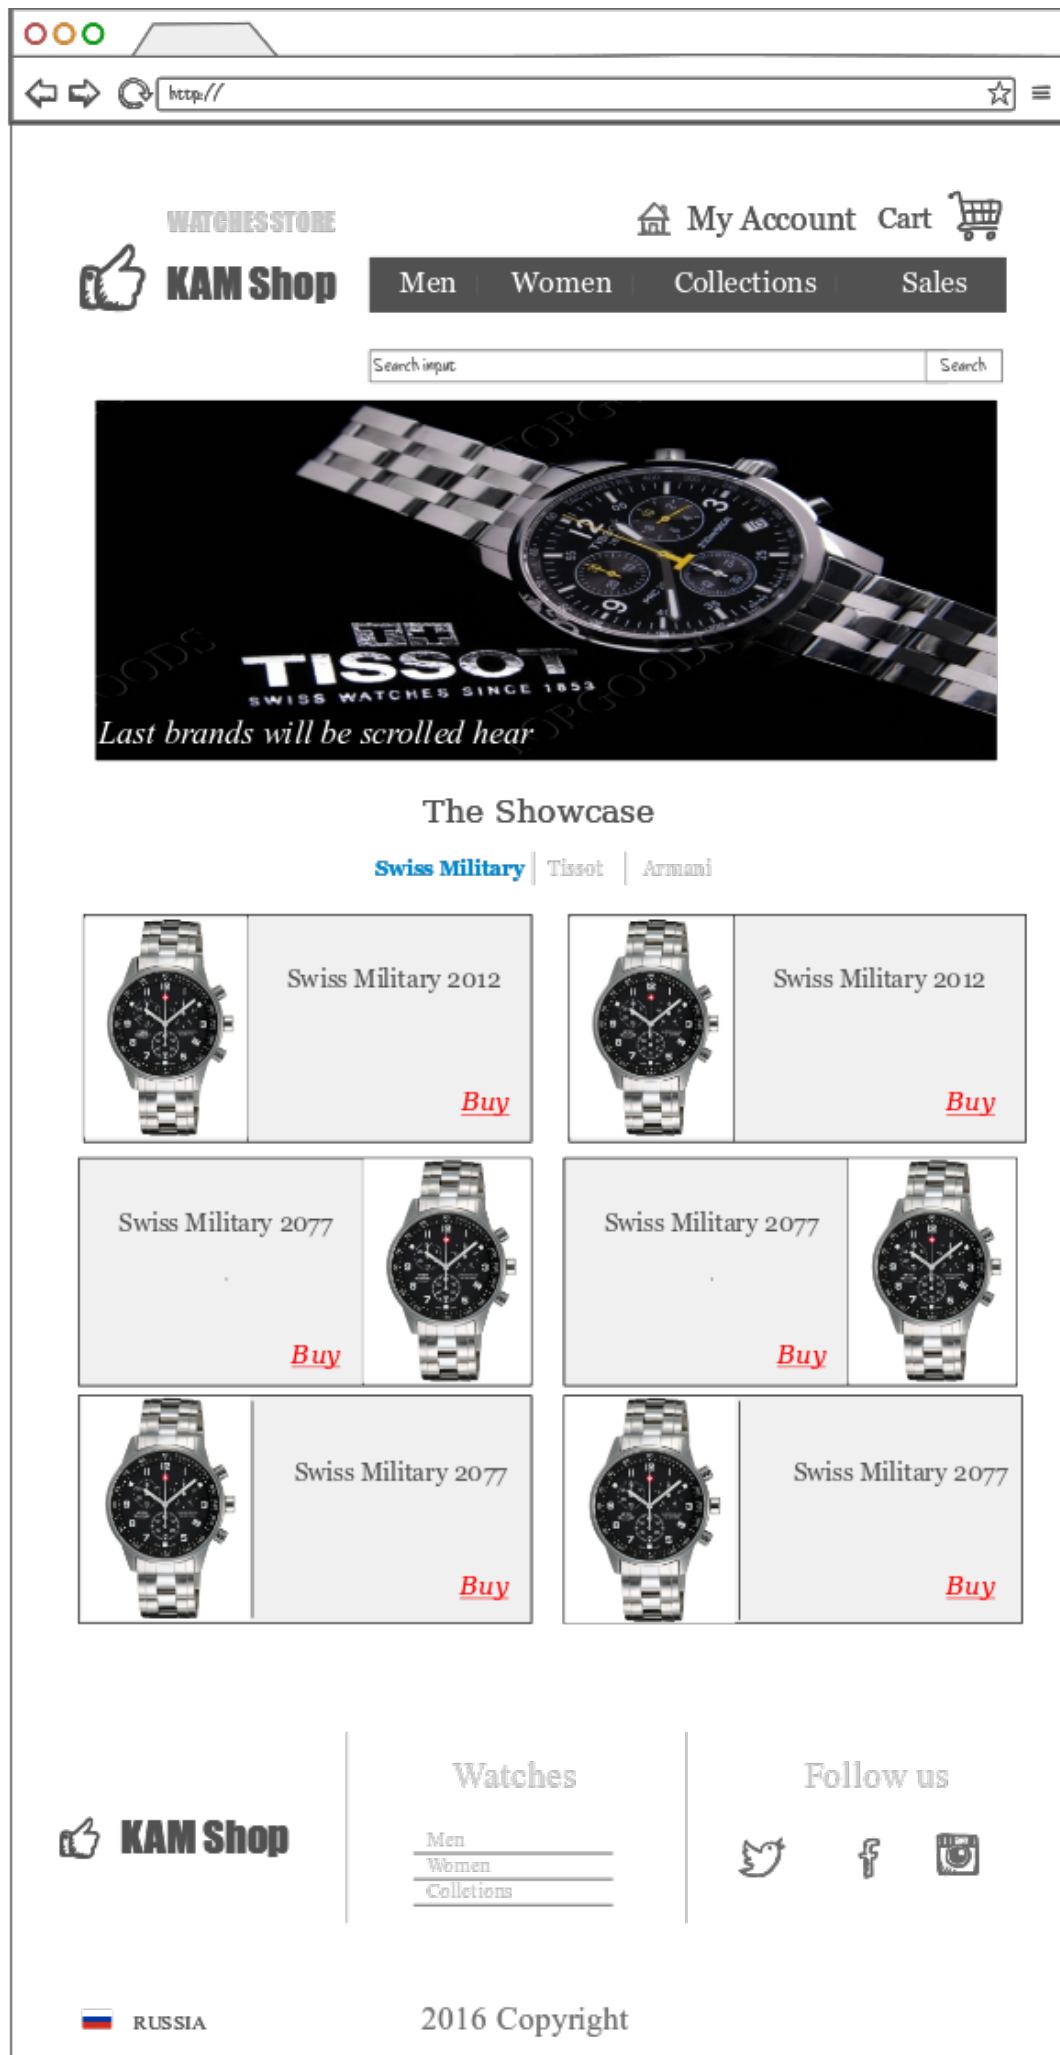 http://
WATCHES STORE
My Account Cart
KAM Shop
Men Women Collections Sales
Search input Search
TISSOT
SWISS WATCHES SINCE 1853
TOPGOODS
Last brands will be scrolled hear
The Showcase
Swiss Military Tissot Armani
Swiss Military 2012
Buy
Swiss Military 2012
Buy
Swiss Military 2077
Buy
Swiss Military 2077
Buy
Swiss Military 2077
Buy
Swiss Military 2077
Buy
KAM Shop
Watches
Men
Women
Colletions
Follow us
RUSSIA
2016 Copyright